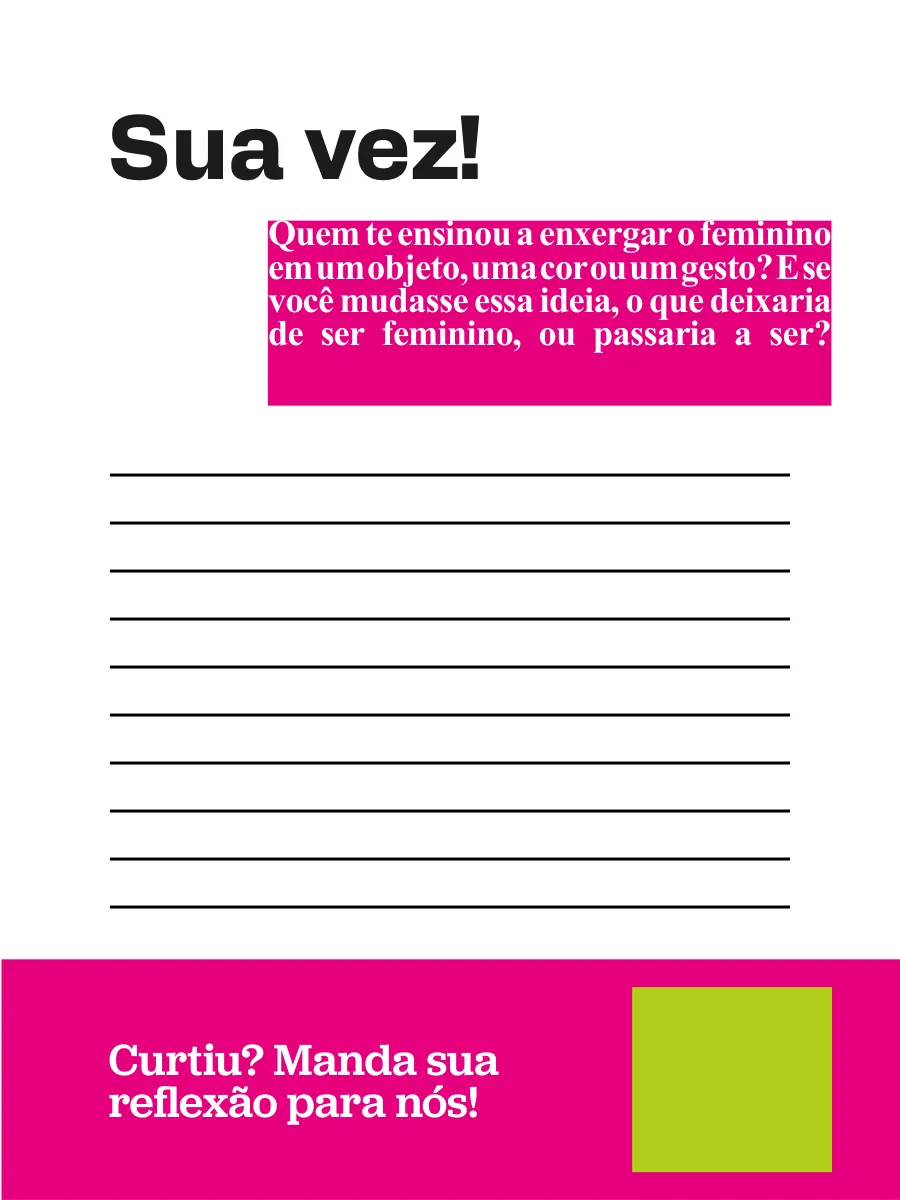 Sua vez!
Quem te ensinou a enxergar o feminino
em um objeto, uma cor ou um gesto? E se
você mudasse essa ideia, o que deixaria
de ser feminino, ou passaria a ser?
Curtiu? Manda sua
reflexão para nós!